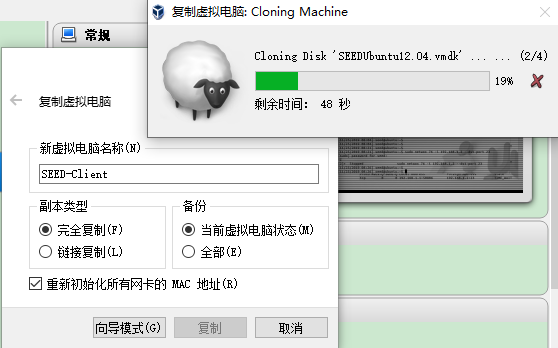 复制虚拟电脑: Cloning Machine
常规
Cloning Disk 'SEEDUbuntu12.04.vmdk' ... ... (2/4)
19%
剩余时间: 48 秒
复制虚拟电脑
新虚拟电脑名称(N)
SEED-Client
副本类型
完全复制(F)
链接复制(L)
备份
当前虚拟电脑状态(M)
全部(E)
重新初始化所有网卡的 MAC 地址(R)
向导模式(G)
复制
取消